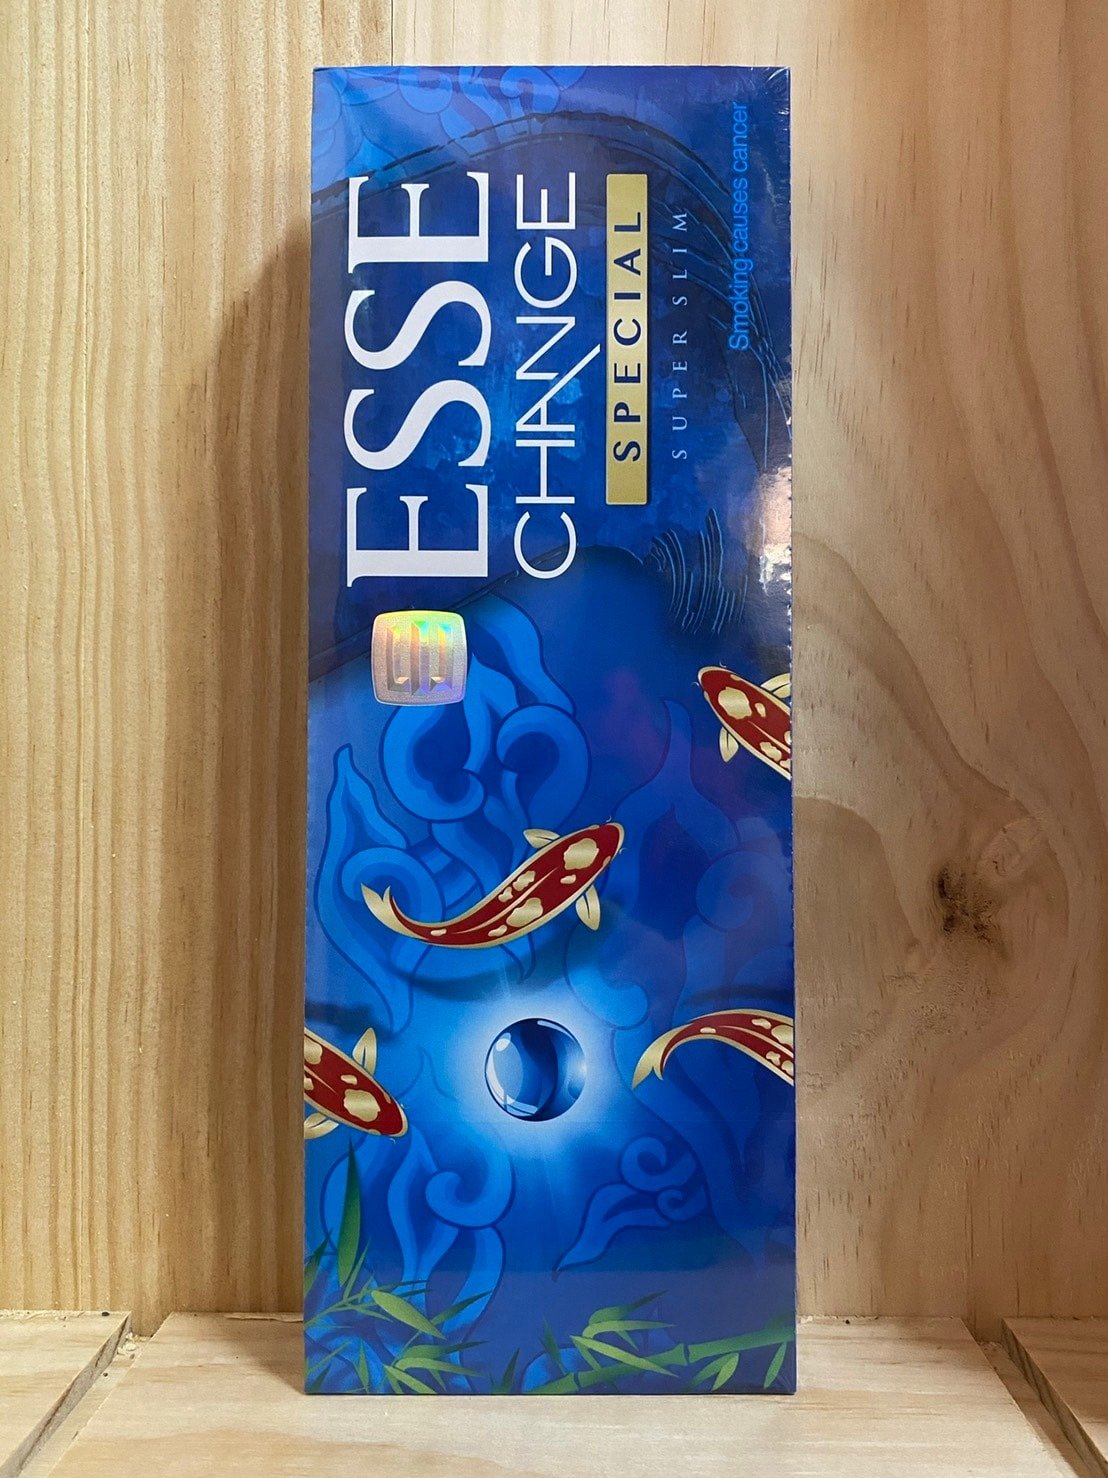 ESSE
CHANGE
SPECIAL
SUPER SLIM
Smoking causes cancer